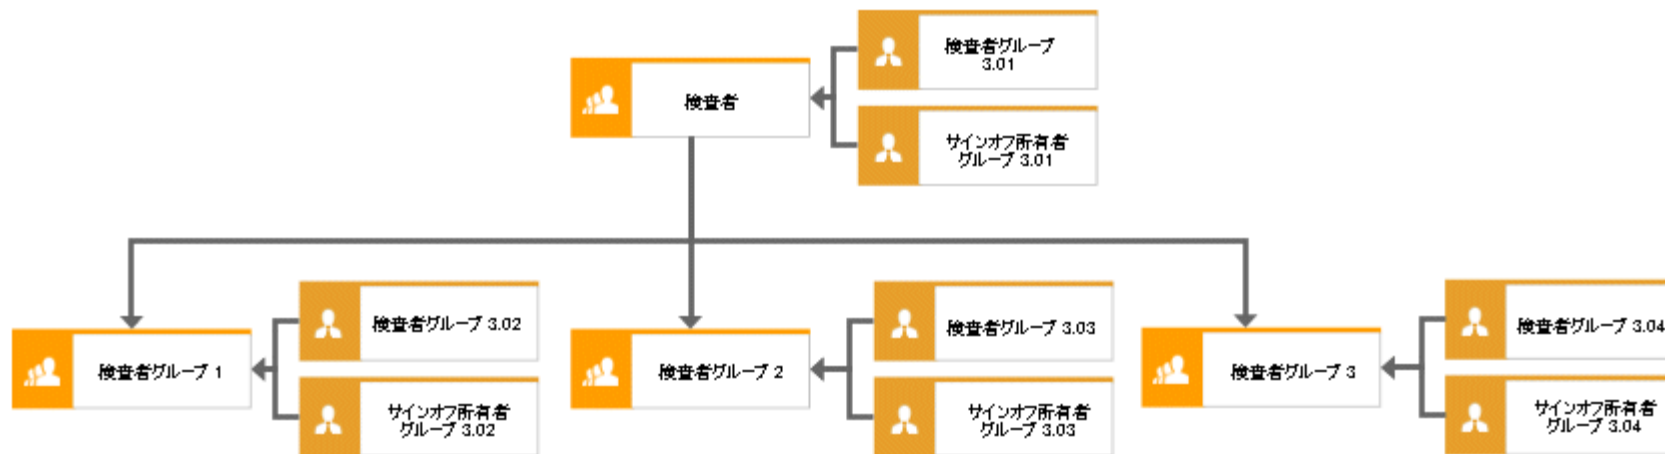 検査者グループ
3.01
検査者
サインオフ所有者
グループ 3.01
検査者グループ 3.02
検査者グループ 1
サインオフ所有者
グループ 3.02
検査者グループ 3.03
検査者グループ 2
サインオフ所有者
グループ 3.03
検査者グループ 3.04
検査者グループ 3
サインオフ所有者
グループ 3.04